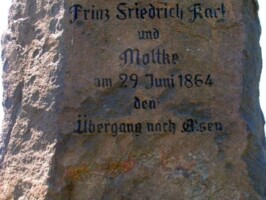 Prinz Friedrich Karl
und
Moltke
am 29 Juni 1864
den
Übergang nach Alsen